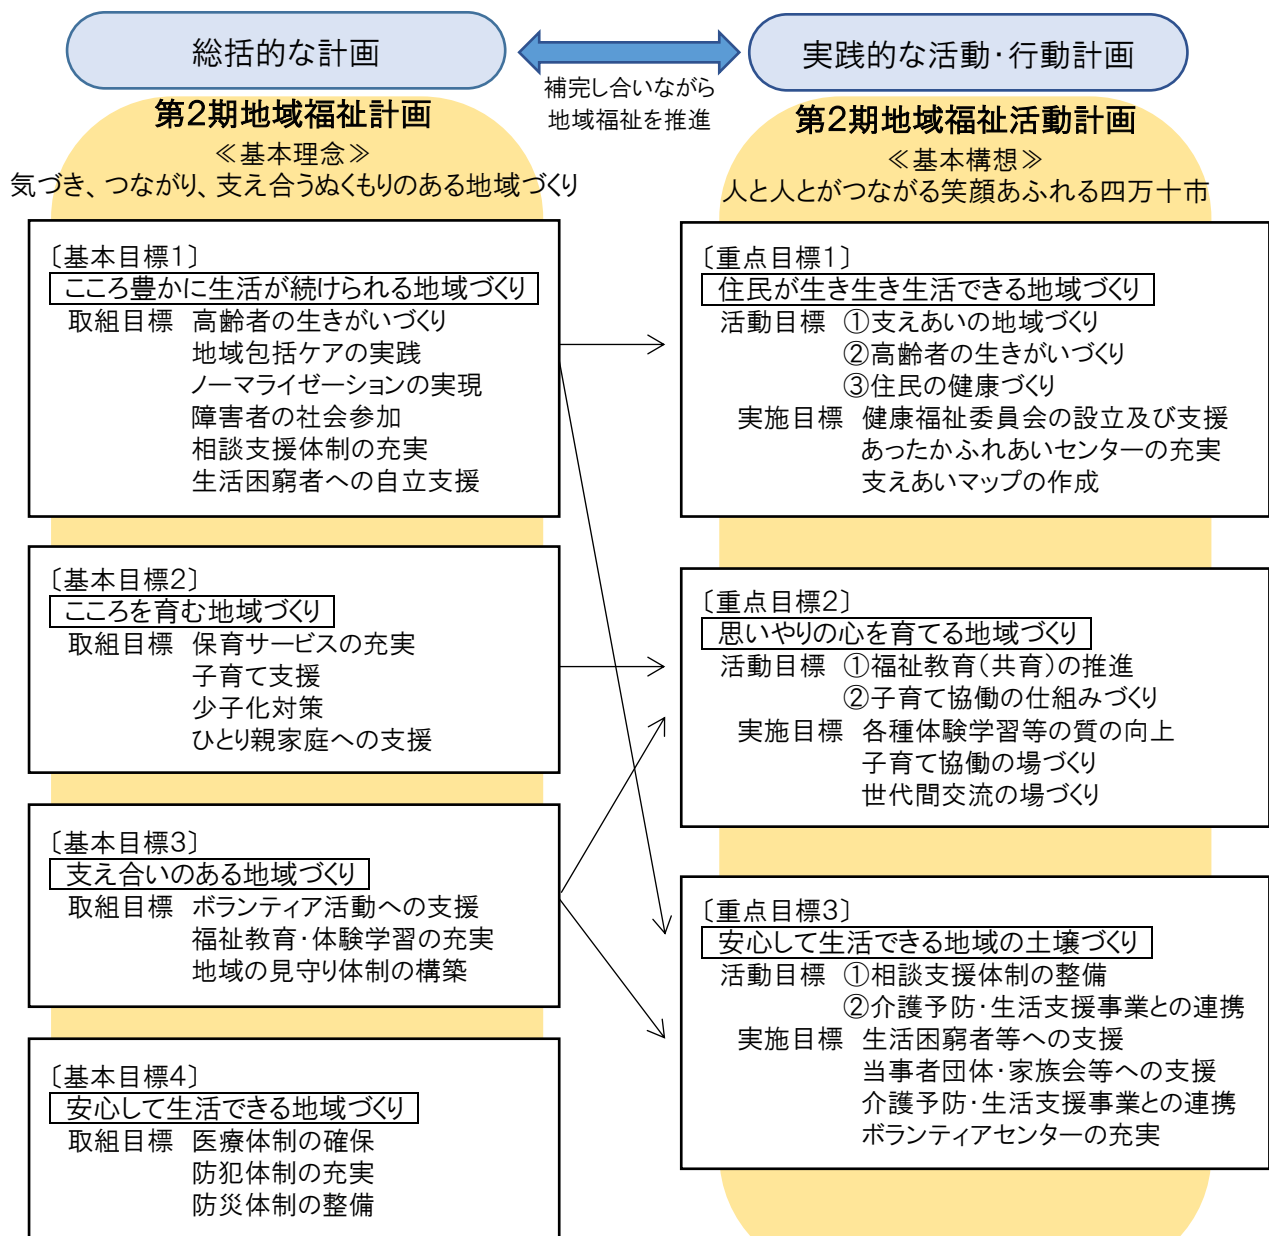 総括的な計画
実践的な活動・行動計画
補完し合いながら
地域福祉を推進
第2期地域福祉計画
≪基本理念≫
気づき、つながり、支え合うぬくもりのある地域づくり
〔基本目標1〕
こころ豊かに生活が続けられる地域づくり
取組目標 高齢者の生きがいづくり
地域包括ケアの実践
ノーマライゼーションの実現
障害者の社会参加
相談支援体制の充実
生活困窮者への自立支援
〔基本目標2〕
こころを育む地域づくり
取組目標 保育サービスの充実
子育て支援
少子化対策
ひとり親家庭への支援
〔基本目標3〕
支え合いのある地域づくり
取組目標 ボランティア活動への支援
福祉教育・体験学習の充実
地域の見守り体制の構築
〔基本目標4〕
安心して生活できる地域づくり
取組目標 医療体制の確保
防犯体制の充実
防災体制の整備
第2期地域福祉活動計画
≪基本構想≫
人と人とがつながる笑顔あふれる四万十市
〔重点目標1〕
住民が生き生き生活できる地域づくり
活動目標 ①支えあいの地域づくり
②高齢者の生きがいづくり
③住民の健康づくり
実施目標 健康福祉委員会の設立及び支援
あったかふれあいセンターの充実
支えあいマップの作成
〔重点目標2〕
思いやりの心を育てる地域づくり
活動目標 ①福祉教育(共育)の推進
②子育て協働の仕組みづくり
実施目標 各種体験学習等の質の向上
子育て協働の場づくり
世代間交流の場づくり
〔重点目標3〕
安心して生活できる地域の土壌づくり
活動目標 ①相談支援体制の整備
②介護予防・生活支援事業との連携
実施目標 生活困窮者等への支援
当事者団体・家族会等への支援
介護予防・生活支援事業との連携
ボランティアセンターの充実